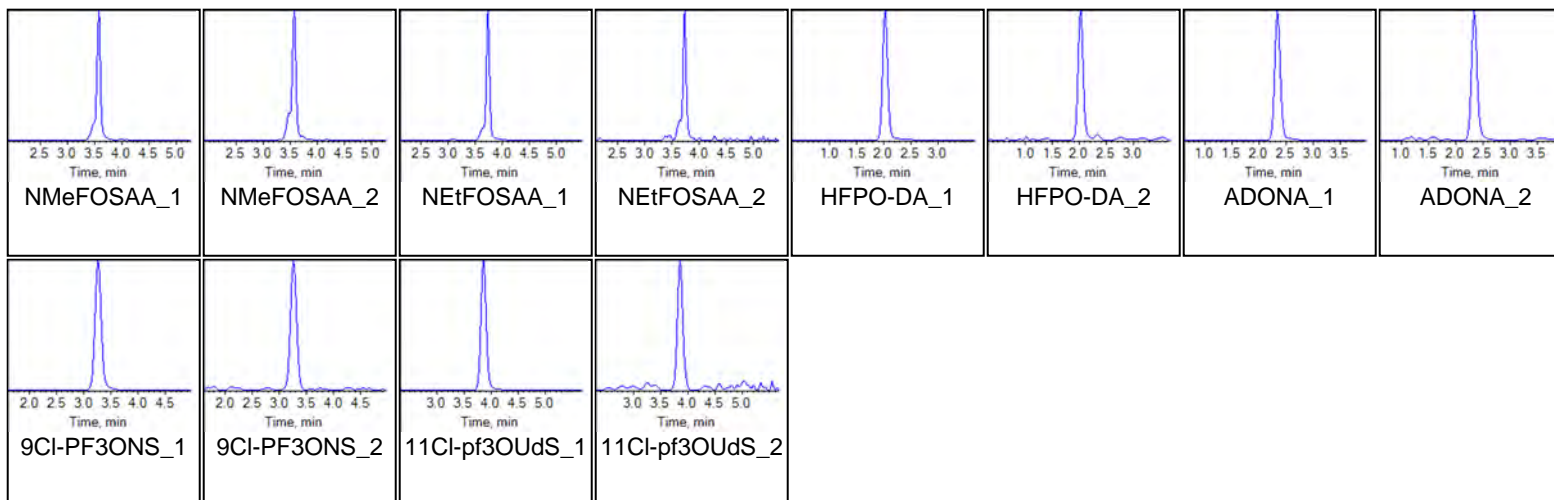 2.5 3.0 3.5 4.0 4.5 5.0
Time, min
NMeFOSAA_1
2.5 3.0 3.5 4.0 4.5 5.0
Time, min
NMeFOSAA_2
2.5 3.0 3.5 4.0 4.5 5.0
Time, min
NEtFOSAA_1
2.5 3.0 3.5 4.0 4.5 5.0
Time, min
NEtFOSAA_2
1.0 1.5 2.0 2.5 3.0
Time, min
HFPO-DA_1
1.0 1.5 2.0 2.5 3.0
Time, min
HFPO-DA_2
1.0 1.5 2.0 2.5 3.0 3.5
Time, min
ADONA_1
1.0 1.5 2.0 2.5 3.0 3.5
Time, min
ADONA_2
2.0 2.5 3.0 3.5 4.0 4.5
Time, min
9Cl-PF3ONS_1
2.0 2.5 3.0 3.5 4.0 4.5
Time, min
9Cl-PF3ONS_2
3.0 3.5 4.0 4.5 5.0
Time, min
11Cl-pf3OUdS_1
3.0 3.5 4.0 4.5 5.0
Time, min
11Cl-pf3OUdS_2